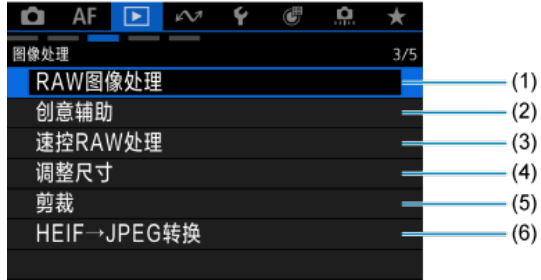 AF
图像处理 3/5
RAW图像处理 (1)
创意辅助 (2)
速控RAW处理 (3)
调整尺寸 (4)
剪裁 (5)
HEIF→JPEG转换 (6)